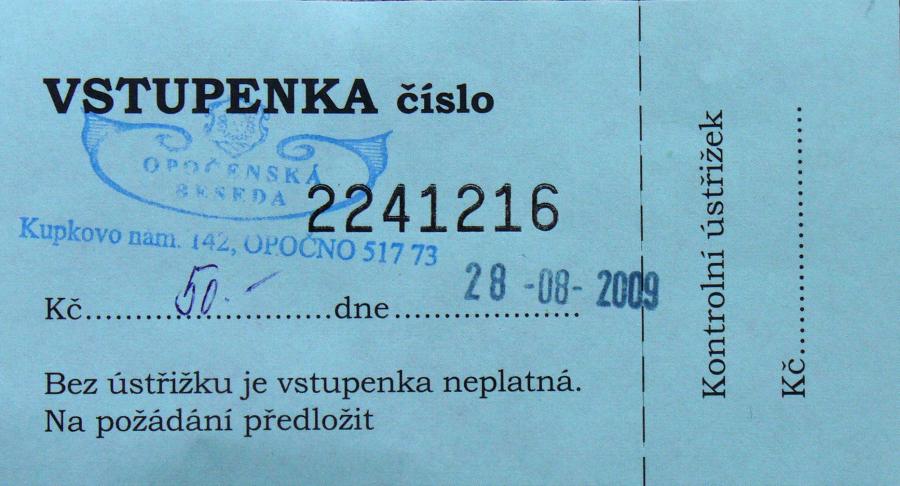 VSTUPENKA číslo
OPOČENSKÁ
BESEDA
2241216
Kupkovo nám. 142, OPOČNO 517 73
Kč........50.-........dne........28 -08- 2009
Bez ústřižku je vstupenka neplatná.
Na požádání předložit
Kontrolní ústřižek
Kč................................